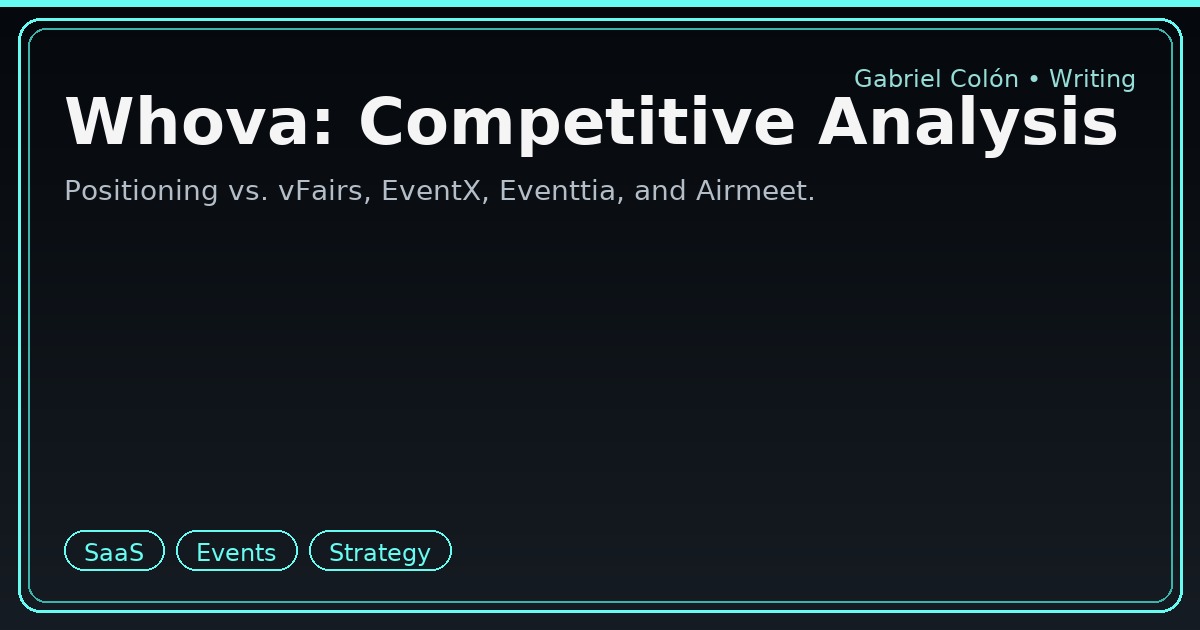 Gabriel Colón • Writing
Whova: Competitive Analysis
Positioning vs. vFairs, EventX, Eventtia, and Airmeet.
SaaS
Events
Strategy